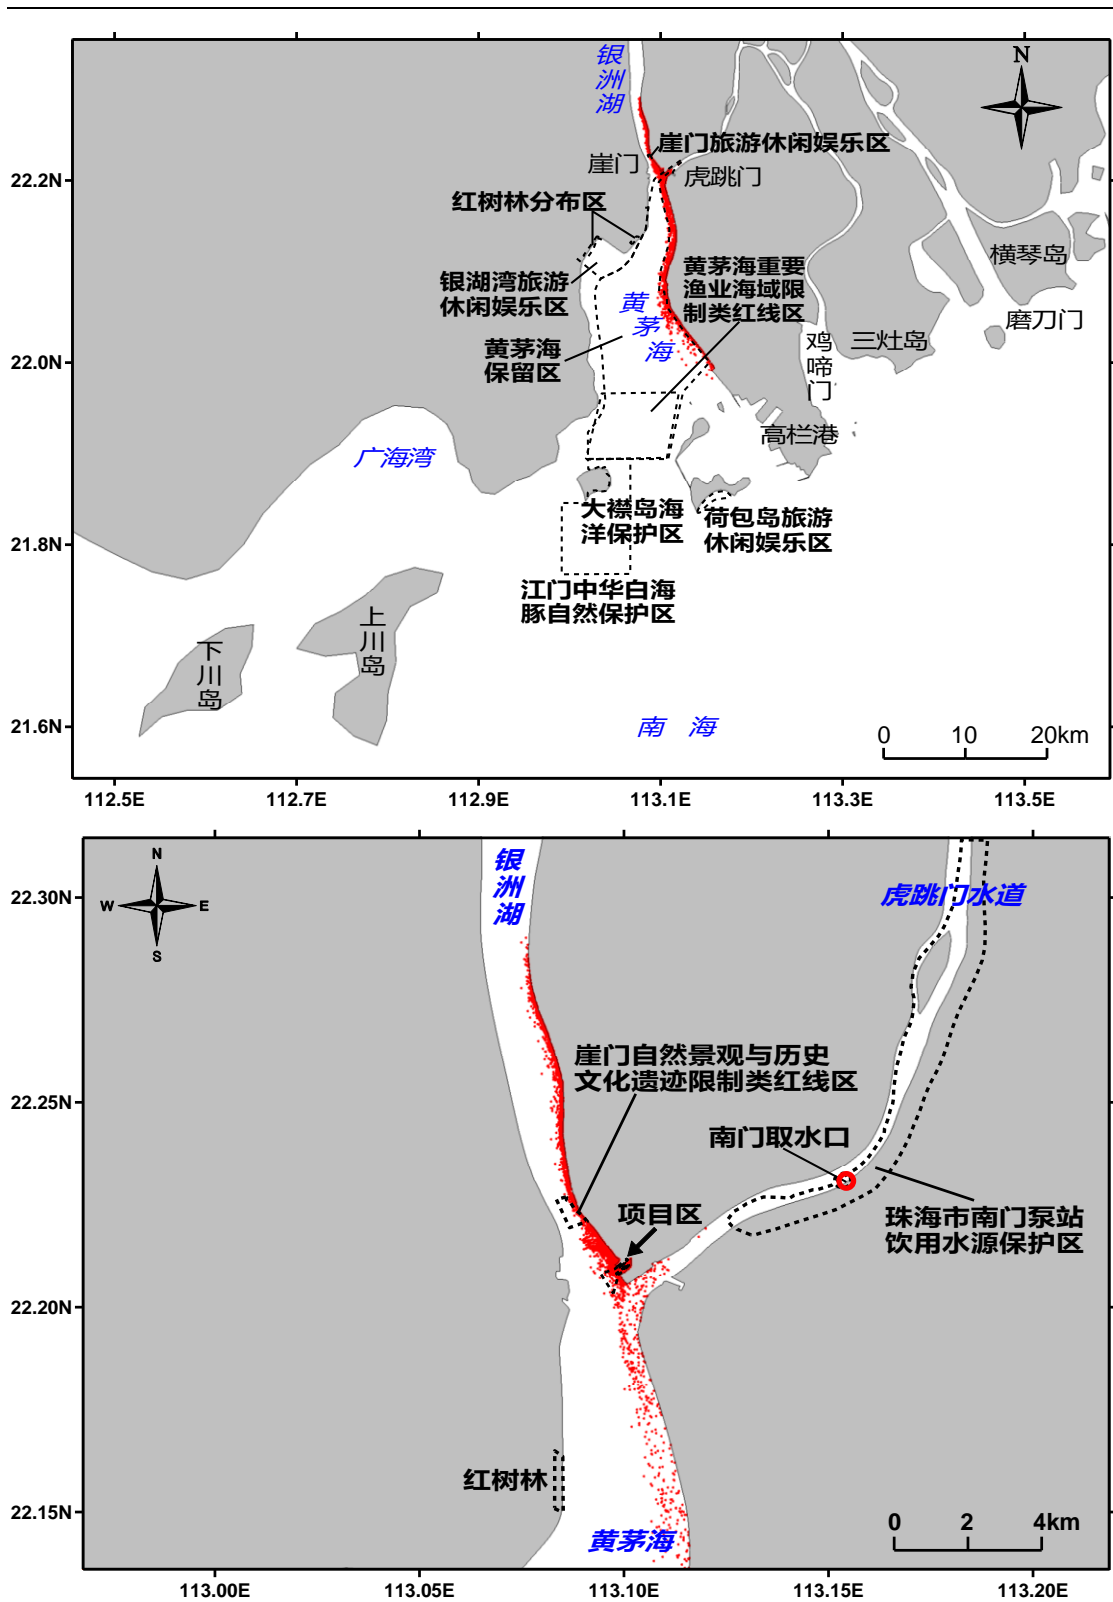 银洲湖
N
崖门旅游休闲娱乐区
崖门
虎跳门
22.2N
红树林分布区
横琴岛
黄茅海重要
渔业海域限
制类红线区
银湖湾旅游
休闲娱乐区
黄茅海
磨刀门
鸡啼门
三灶岛
黄茅海
保留区
22.0N
高栏港
广海湾
大襟岛海
洋保护区
荷包岛旅游
休闲娱乐区
21.8N
江门中华白海
豚自然保护区
上川岛
下川岛
南 海
21.6N
0 10 20km
112.5E 112.7E 112.9E 113.1E 113.3E 113.5E
N
W E
S
银洲湖
虎跳门水道
22.30N
崖门自然景观与历史
文化遗迹限制类红线区
22.25N
南门取水口
项目区
珠海市南门泵站
饮用水源保护区
22.20N
红树林
22.15N
黄茅海
0 2 4km
113.00E 113.05E 113.10E 113.15E 113.20E